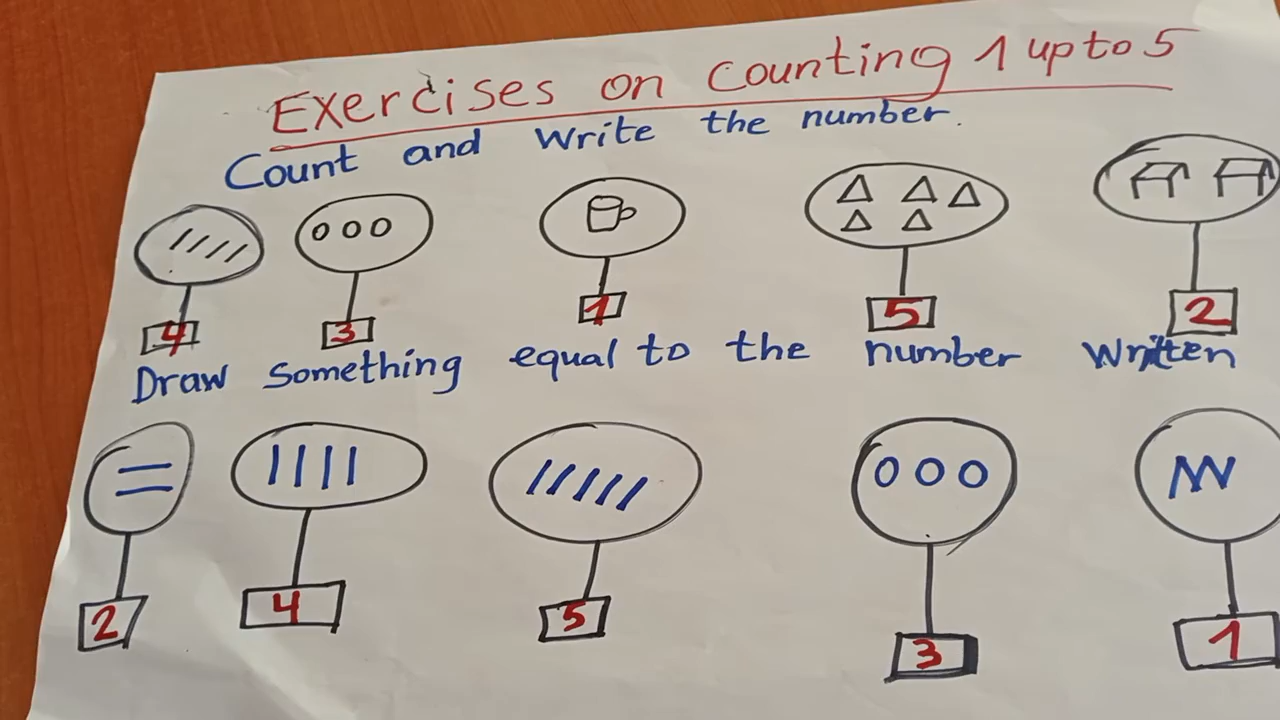 Exercises on Counting 1 up to 5
Count and Write the number.
4 3 1 5 2
Draw Something equal to the number Written
2 4 5 3 1